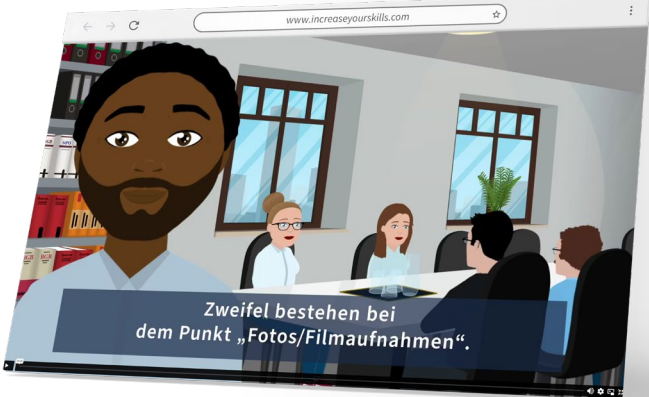 www.increaseyourskills.com
Zweifel bestehen bei
dem Punkt „Fotos/Filmaufnahmen“.